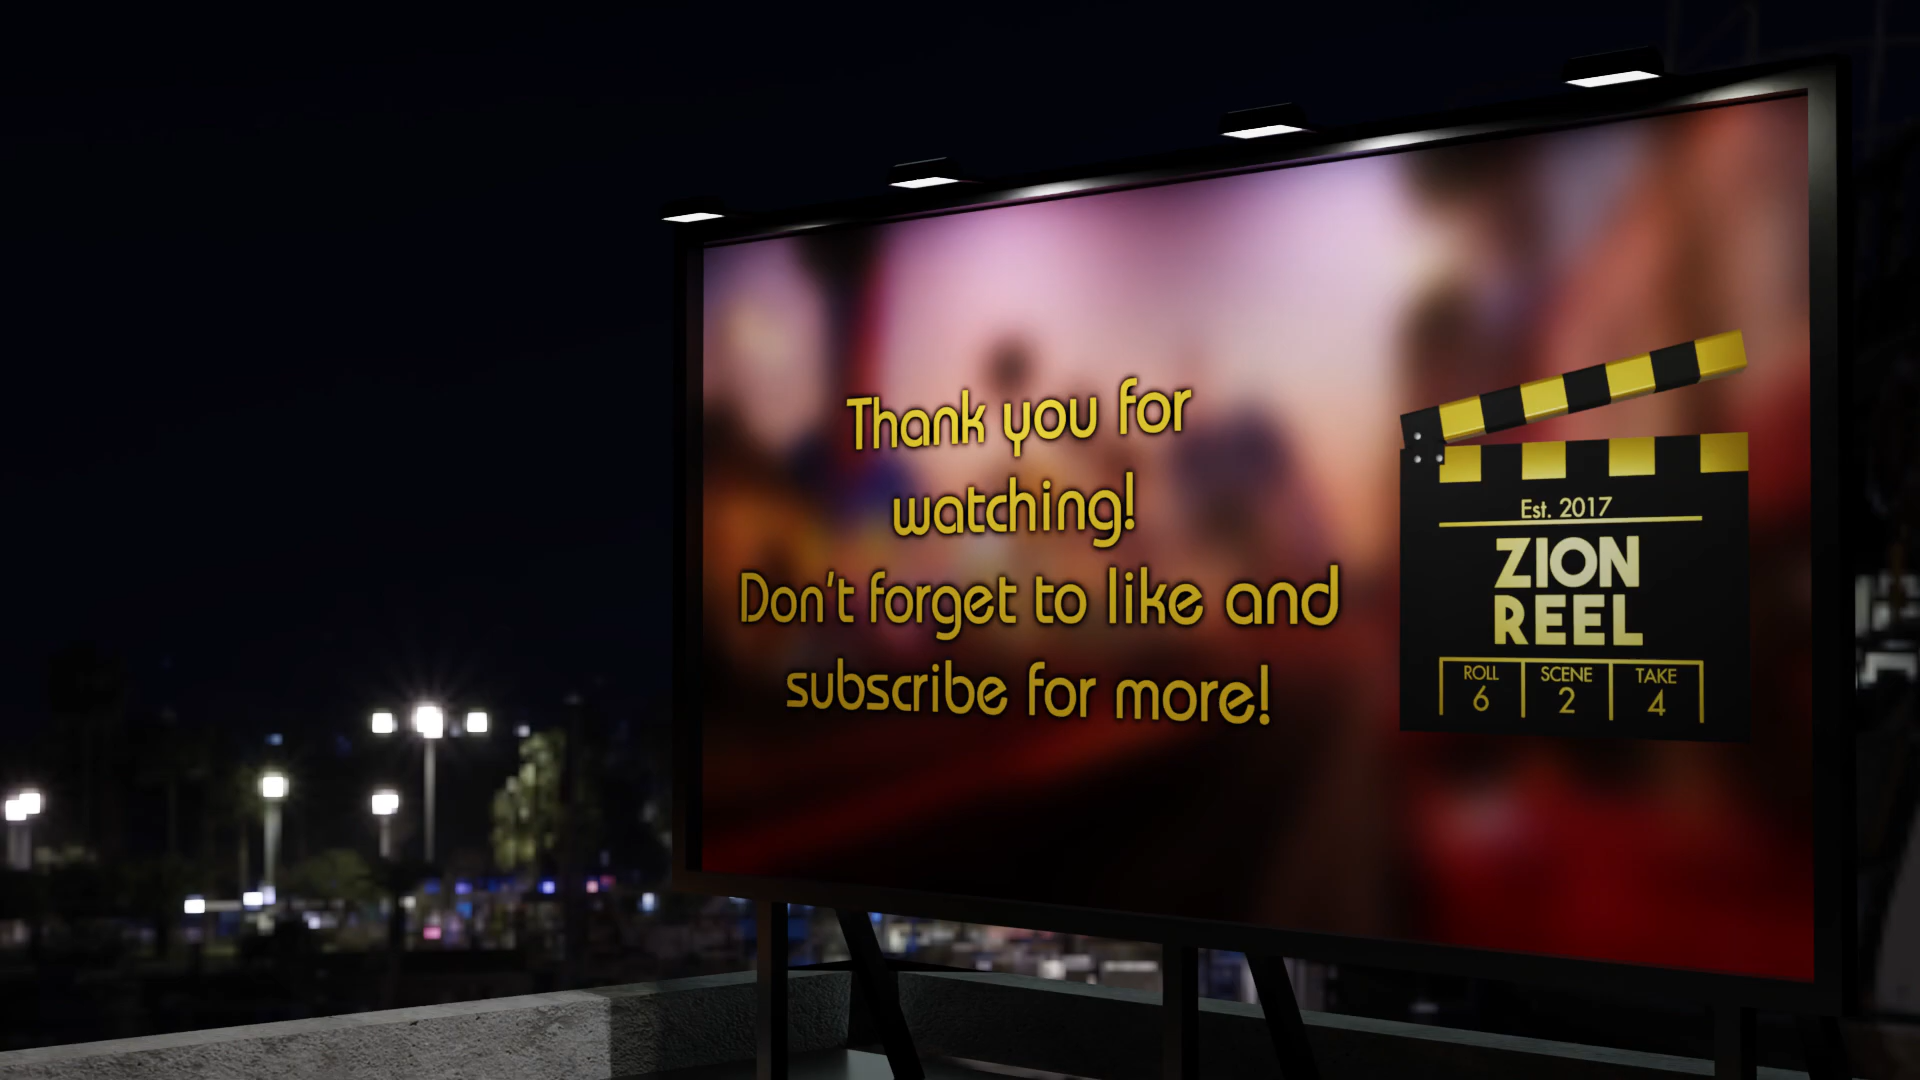 Thank you for
watching!
Don't forget to like and
subscribe for more!
Est. 2017
ZION
REEL
ROLL SCENE TAKE
6 2 4